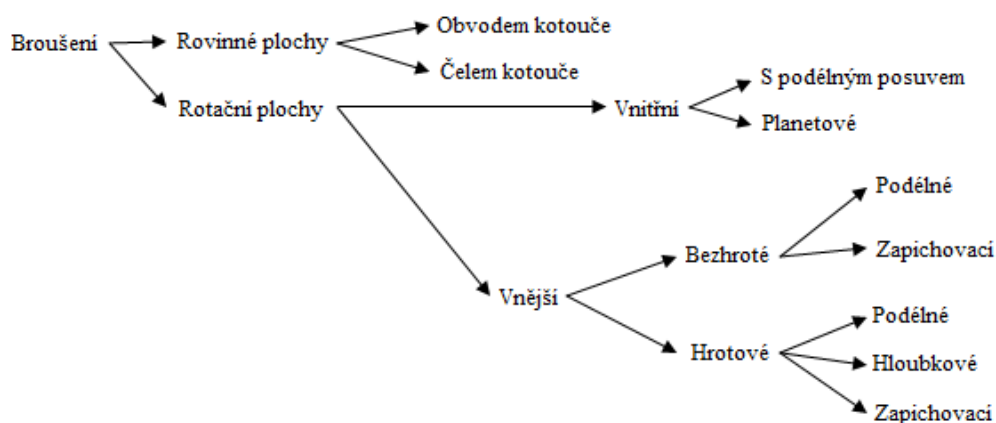 Broušení
Rovinné plochy
Obvodem kotouče
Čelem kotouče
Rotační plochy
Vnitřní
S podélným posuvem
Planetové
Vnější
Bezhroté
Podélné
Zapichovací
Hrotové
Podélné
Hloubkové
Zapichovací